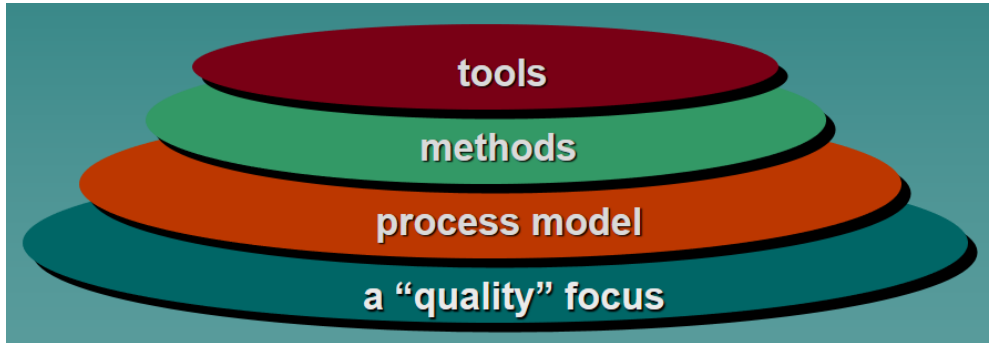 tools
methods
process model
a “quality” focus